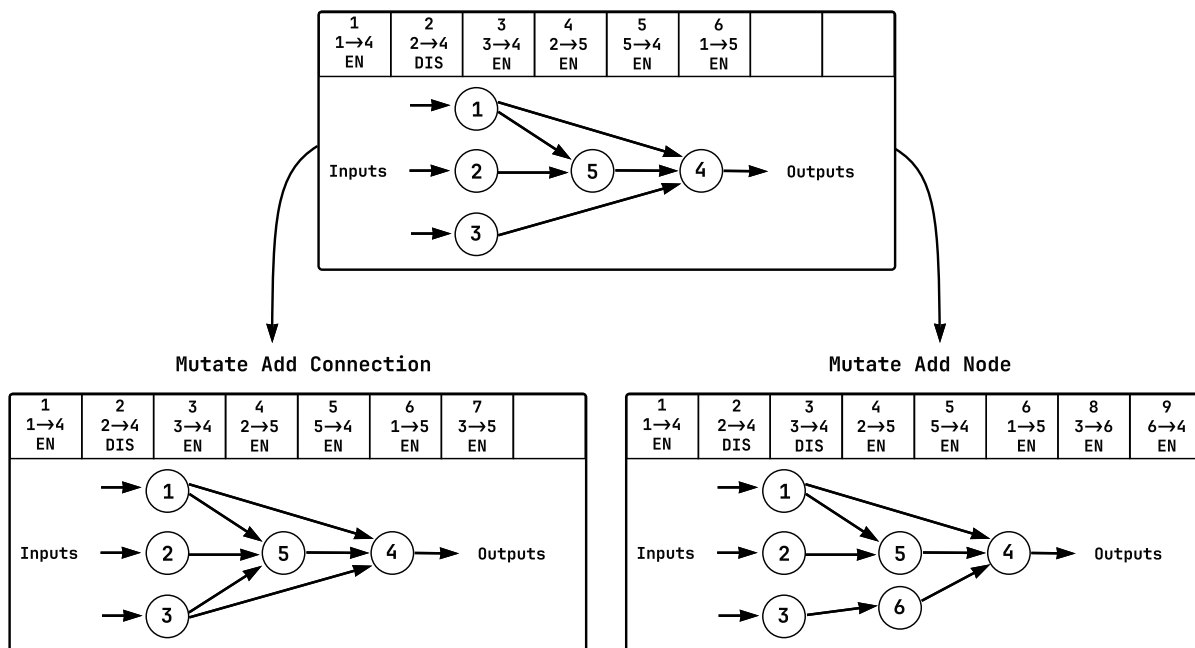 1 2 3 4 5 6
1→4 2→4 3→4 2→5 5→4 1→5
EN DIS EN EN EN EN
1
Inputs 2 5 4 Outputs
3
Mutate Add Connection
1 2 3 4 5 6 7
1→4 2→4 3→4 2→5 5→4 1→5 3→5
EN DIS EN EN EN EN EN
1
Inputs 2 5 4 Outputs
3
Mutate Add Node
1 2 3 4 5 6 8 9
1→4 2→4 3→4 2→5 5→4 1→5 3→6 6→4
EN DIS DIS EN EN EN EN EN
1
Inputs 2 5 4 Outputs
3 6